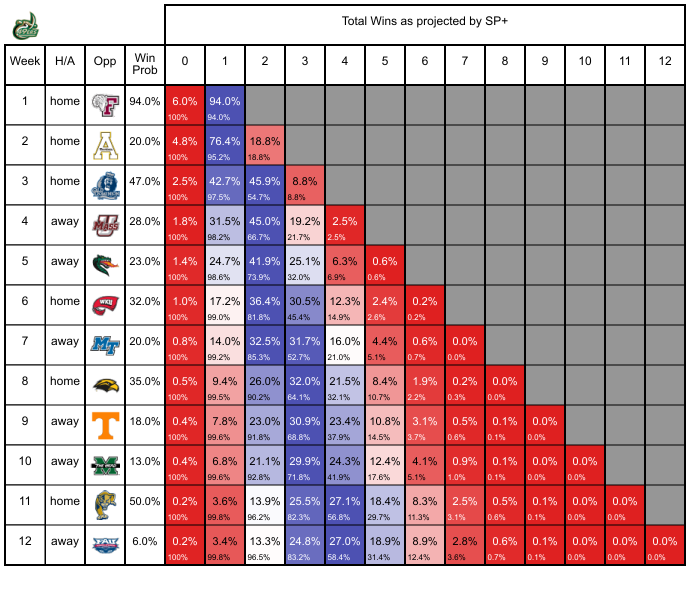 Total Wins as projected by SP+
Week H/A Opp Win Prob 0 1 2 3 4 5 6 7 8 9 10 11 12
1 home F 94.0% 6.0% 94.0%
100% 94.0%
2 home A 20.0% 4.8% 76.4% 18.8%
100% 95.2% 18.8%
3 home 47.0% 2.5% 42.7% 45.9% 8.8%
100% 97.5% 54.7% 8.8%
4 away UMass 28.0% 1.8% 31.5% 45.0% 19.2% 2.5%
100% 98.2% 66.7% 21.7% 2.5%
5 away 23.0% 1.4% 24.7% 41.9% 25.1% 6.3% 0.6%
100% 98.6% 73.9% 32.0% 6.9% 0.6%
6 home WKU 32.0% 1.0% 17.2% 36.4% 30.5% 12.3% 2.4% 0.2%
100% 99.0% 81.8% 45.4% 14.9% 2.6% 0.2%
7 away MT 20.0% 0.8% 14.0% 32.5% 31.7% 16.0% 4.4% 0.6% 0.0%
100% 99.2% 85.3% 52.7% 21.0% 5.1% 0.7% 0.0%
8 home 35.0% 0.5% 9.4% 26.0% 32.0% 21.5% 8.4% 1.9% 0.2% 0.0%
100% 99.5% 90.2% 64.1% 32.1% 10.7% 2.2% 0.3% 0.0%
9 away T 18.0% 0.4% 7.8% 23.0% 30.9% 23.4% 10.8% 3.1% 0.5% 0.1% 0.0%
100% 99.6% 91.8% 68.8% 37.9% 14.5% 3.7% 0.6% 0.1% 0.0%
10 away M 13.0% 0.4% 6.8% 21.1% 29.9% 24.3% 12.4% 4.1% 0.9% 0.1% 0.0% 0.0%
100% 99.6% 92.8% 71.8% 41.9% 17.6% 5.1% 1.0% 0.1% 0.0% 0.0%
11 home 50.0% 0.2% 3.6% 13.9% 25.5% 27.1% 18.4% 8.3% 2.5% 0.5% 0.1% 0.0% 0.0%
100% 99.8% 96.2% 82.3% 56.8% 29.7% 11.3% 3.1% 0.6% 0.1% 0.0% 0.0%
12 away FAU 6.0% 0.2% 3.4% 13.3% 24.8% 27.0% 18.9% 8.9% 2.8% 0.6% 0.1% 0.0% 0.0% 0.0%
100% 99.8% 96.5% 83.2% 58.4% 31.4% 12.4% 3.6% 0.7% 0.1% 0.0% 0.0% 0.0%